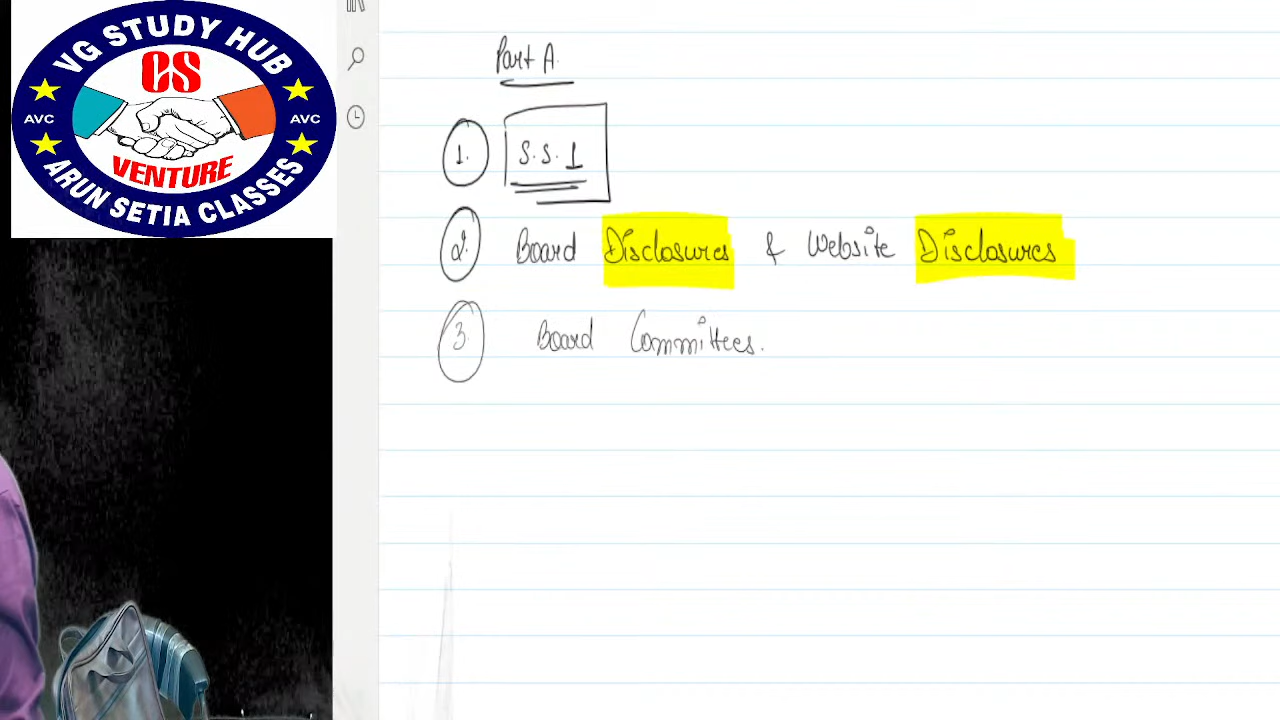 VG STUDY HUB
CS
AVC
AVC
VENTURE
ARUN SETIA CLASSES
Part A.
1. S.S. 1
2. Board Disclosures & Website Disclosures
3. Board Committees.